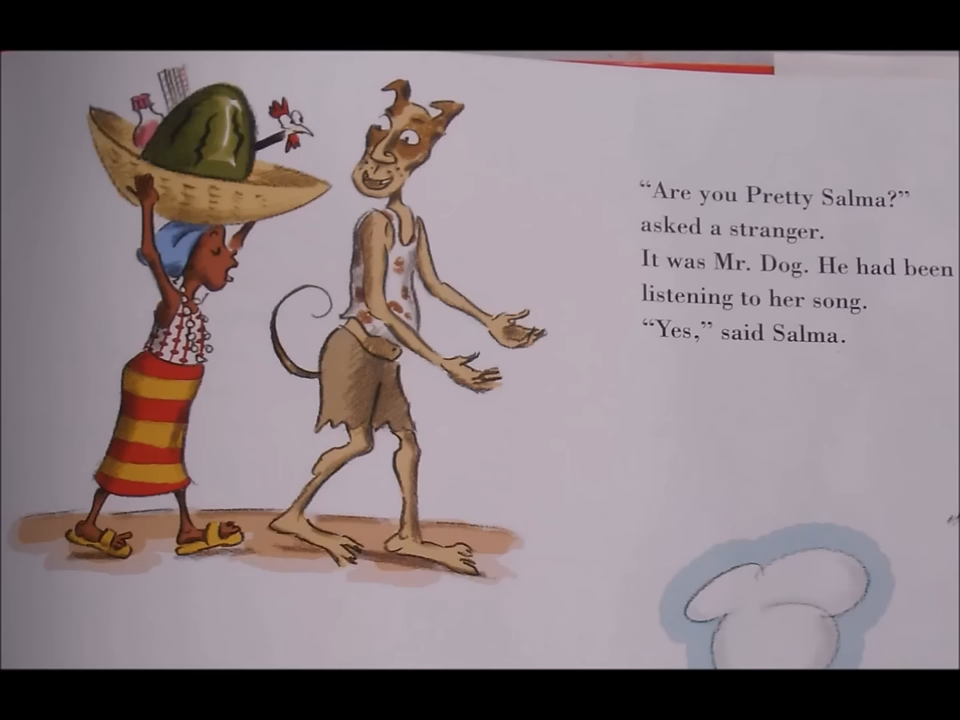 “Are you Pretty Salma?”
asked a stranger.
It was Mr. Dog. He had been
listening to her song.
“Yes,” said Salma.